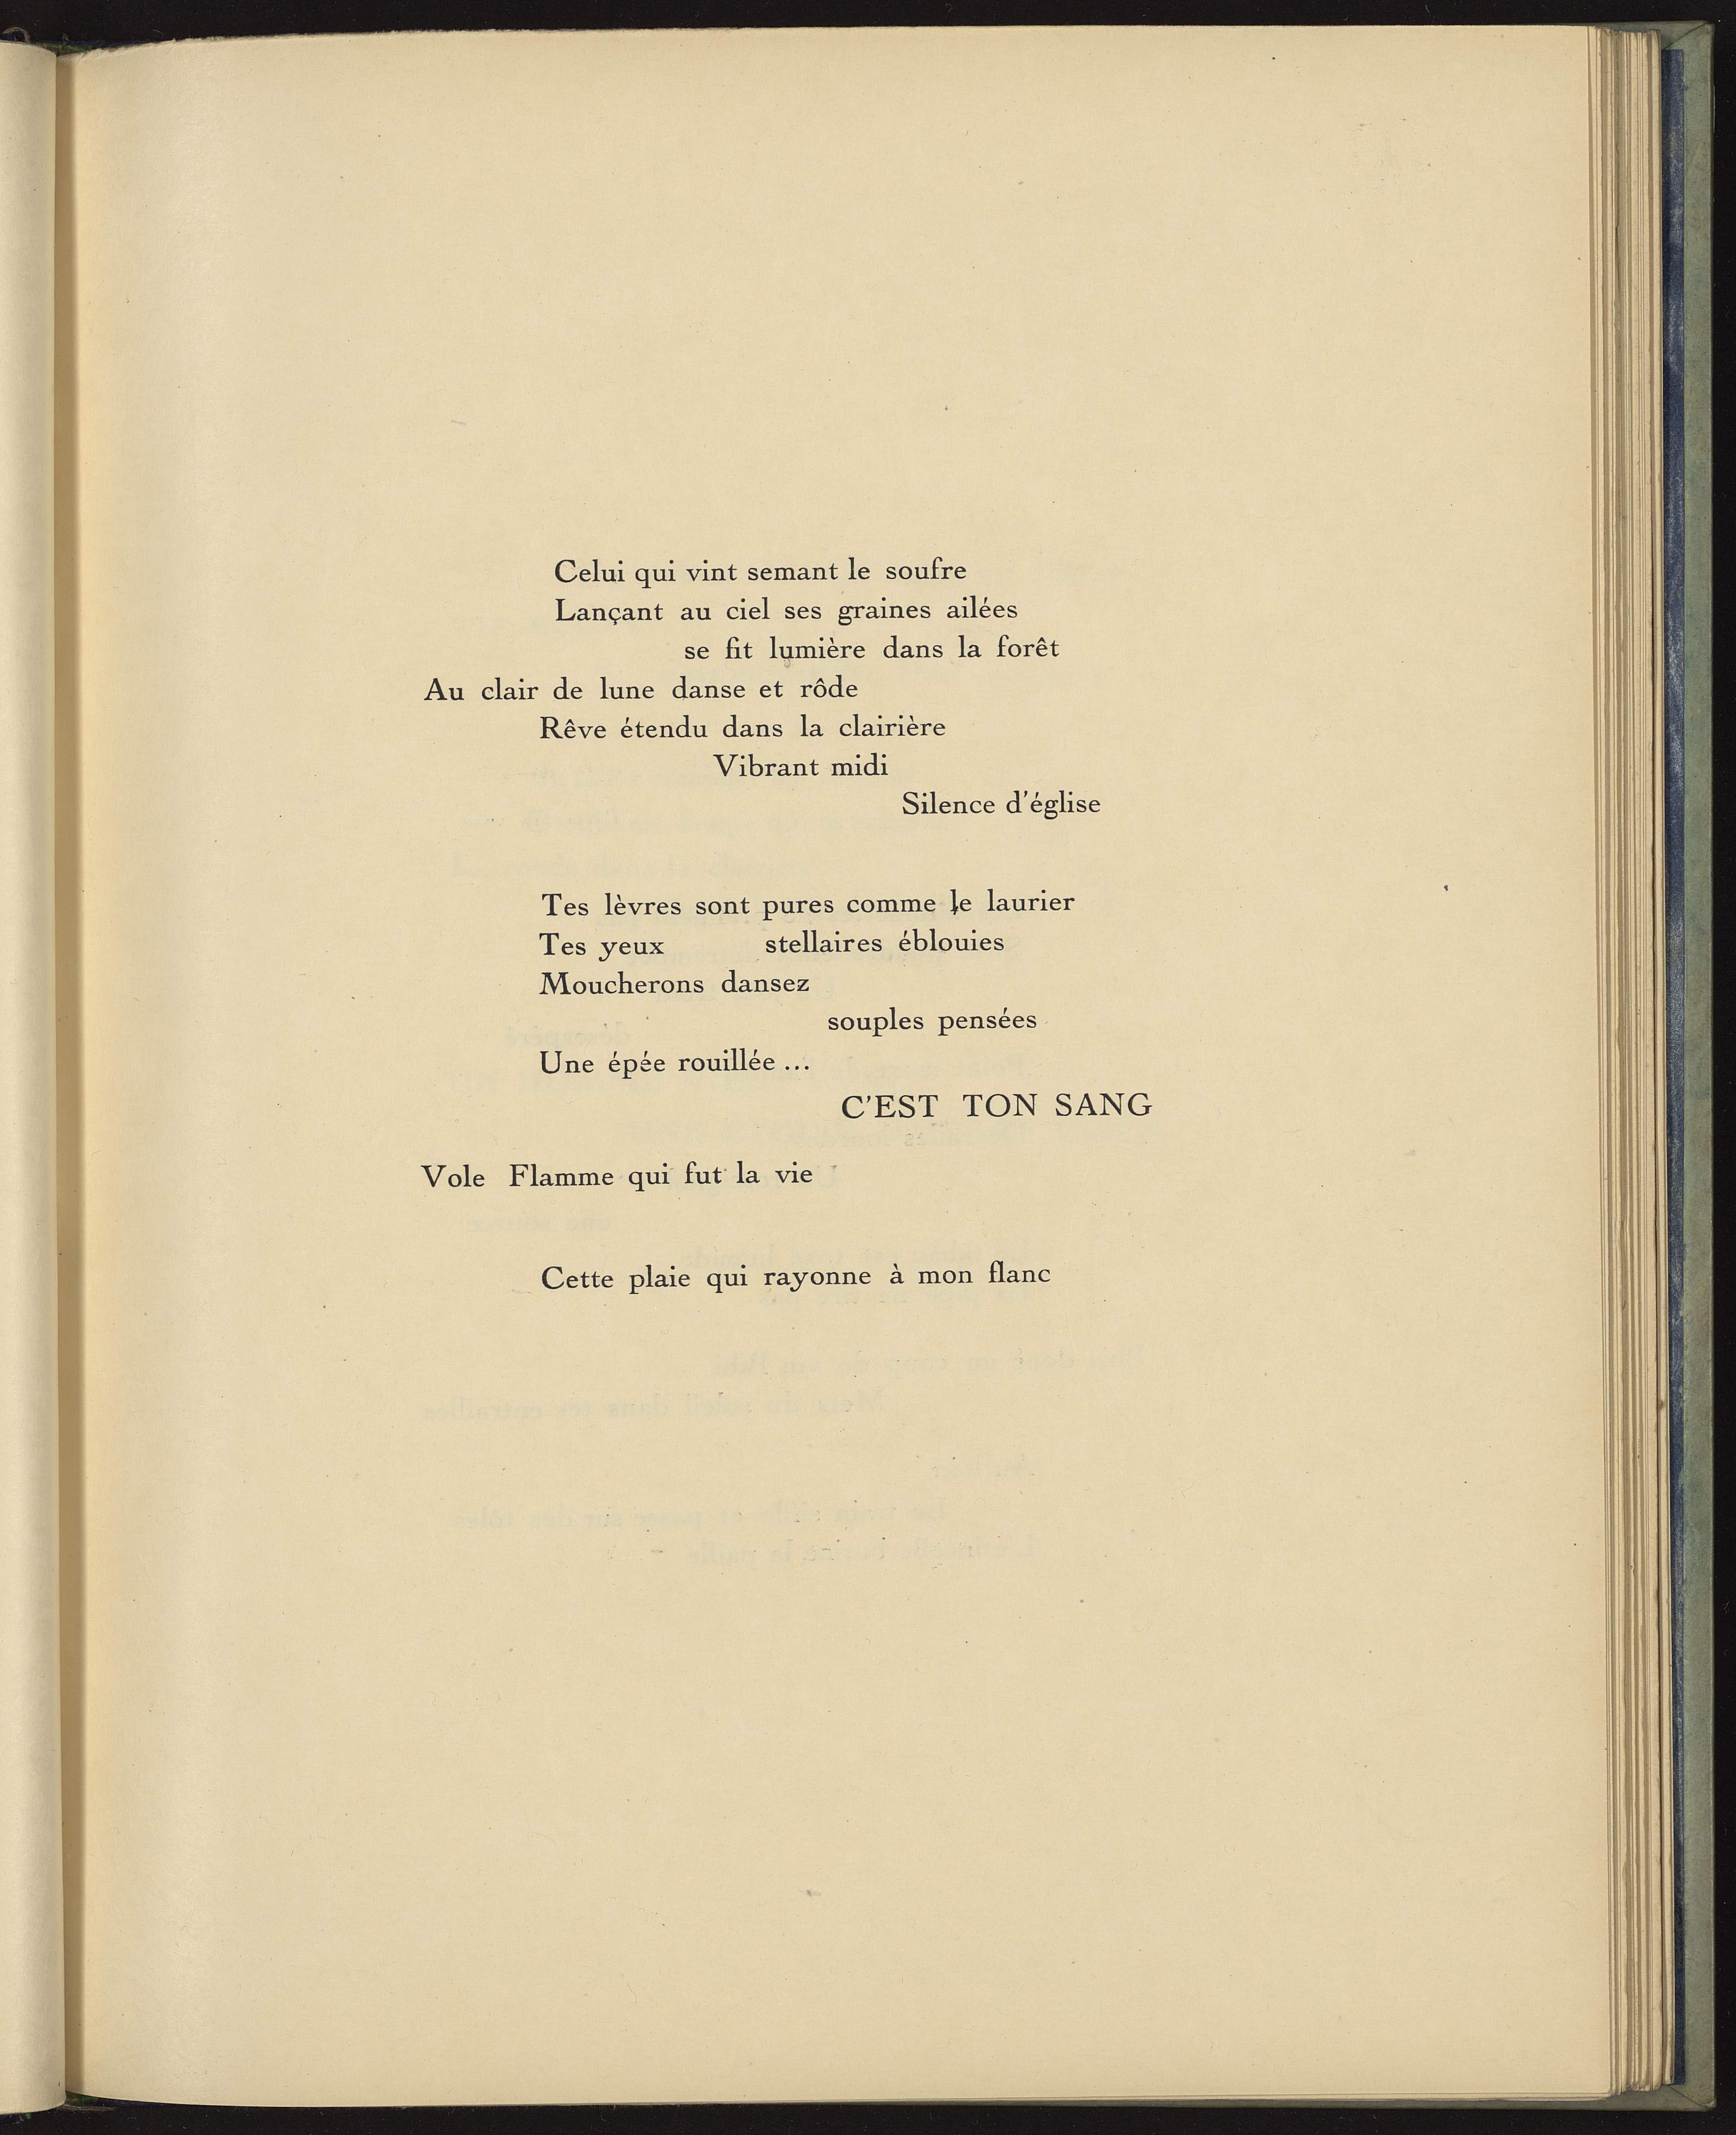 Celui qui vint semant le soufre
Lançant au ciel ses graines ailées
se fit lumière dans la forêt
Au clair de lune danse et rôde
Rêve étendu dans la clairière
Vibrant midi
Silence d'église
Tes lèvres sont pures comme le laurier
Tes yeux stellaires éblouies
Moucherons dansez
souples pensées
Une épée rouillée ...
C'EST TON SANG
Vole Flamme qui fut la vie
Cette plaie qui rayonne à mon flanc